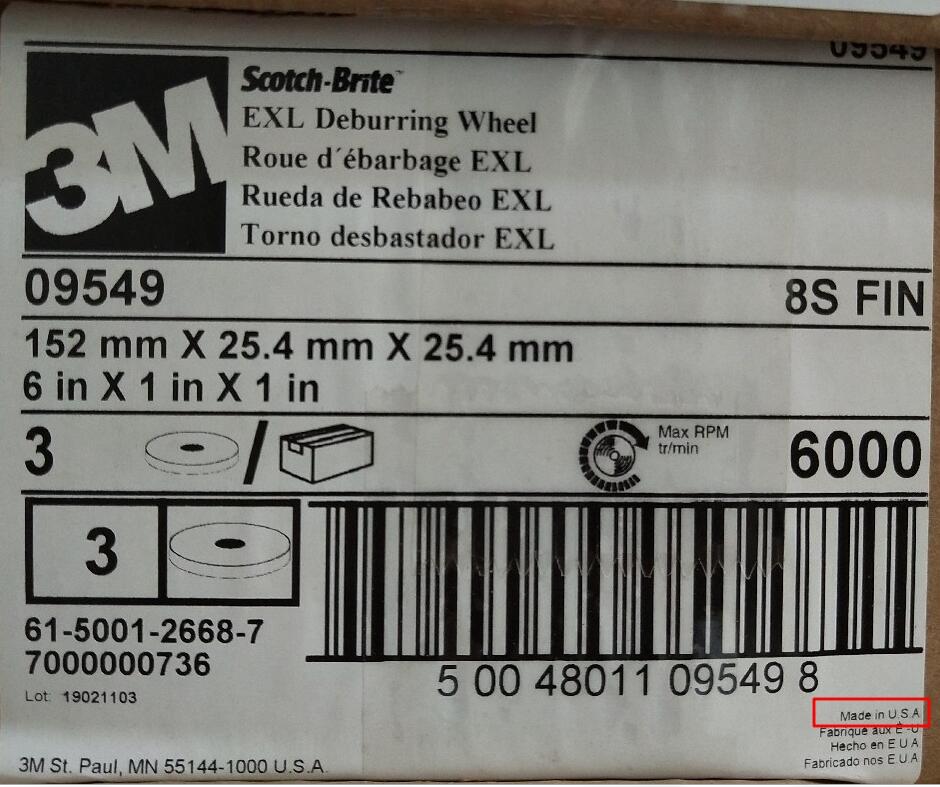 09549
3M
Scotch-Brite™
EXL Deburring Wheel
Roue d´ébarbage EXL
Rueda de Rebabeo EXL
Torno desbastador EXL
09549 8S FIN
152 mm X 25.4 mm X 25.4 mm
6 in X 1 in X 1 in
3 / Max RPM 6000
tr/min
3
61-5001-2668-7
7000000736
5 00 48011 09549 8
Lot: 19021103
Made in U.S.A
Fabriqué aux É.-U
Hecho en E U A
3M St. Paul, MN 55144-1000 U.S.A.
Fabricado nos E.U.A